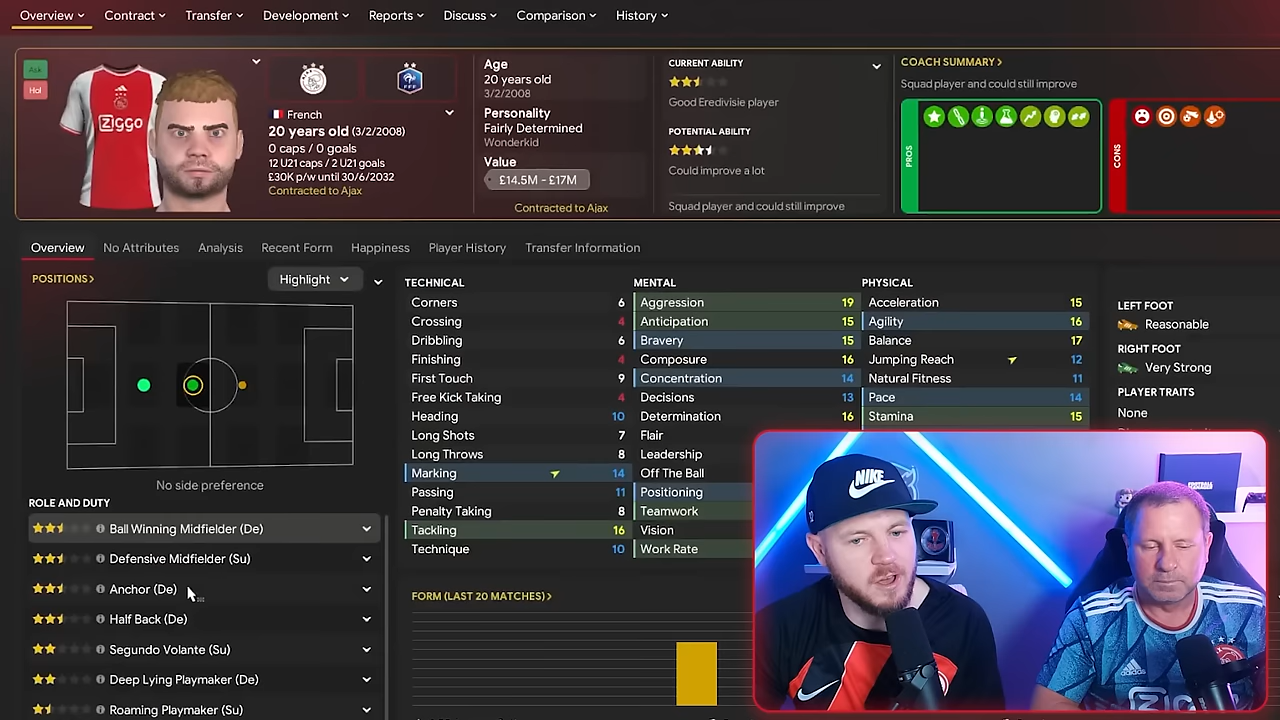 Overview Contract Transfer Development Reports Discuss Comparison History
Ask
Hol
Ziggo
FFF
French
20 years old (3/2/2008)
0 caps / 0 goals
12 U21 caps / 2 U21 goals
£30K p/w until 30/6/2032
Contracted to Ajax
Age
20 years old
3/2/2008
Personality
Fairly Determined
Wonderkid
Value
£14.5M - £17M
Contracted to Ajax
CURRENT ABILITY
Good Eredivisie player
POTENTIAL ABILITY
Could improve a lot
Squad player and could still improve
COACH SUMMARY >
Squad player and could still improve
PROS
CONS
Overview No Attributes Analysis Recent Form Happiness Player History Transfer Information
POSITIONS >
Highlight
No side preference
ROLE AND DUTY
Ball Winning Midfielder (De)
Defensive Midfielder (Su)
Anchor (De)
Half Back (De)
Segundo Volante (Su)
Deep Lying Playmaker (De)
Roaming Playmaker (Su)
TECHNICAL
Corners 6
Crossing 4
Dribbling 6
Finishing 4
First Touch 9
Free Kick Taking 4
Heading 10
Long Shots 7
Long Throws 8
Marking 14
Passing 11
Penalty Taking 8
Tackling 16
Technique 10
MENTAL
Aggression 19
Anticipation 15
Bravery 15
Composure 16
Concentration 14
Decisions 13
Determination 16
Flair
Leadership
Off The Ball
Positioning
Teamwork
Vision
Work Rate
PHYSICAL
Acceleration 15
Agility 16
Balance 17
Jumping Reach 12
Natural Fitness 11
Pace 14
Stamina 15
LEFT FOOT
Reasonable
RIGHT FOOT
Very Strong
PLAYER TRAITS
None
FORM (LAST 20 MATCHES) >
NIKE
adidas